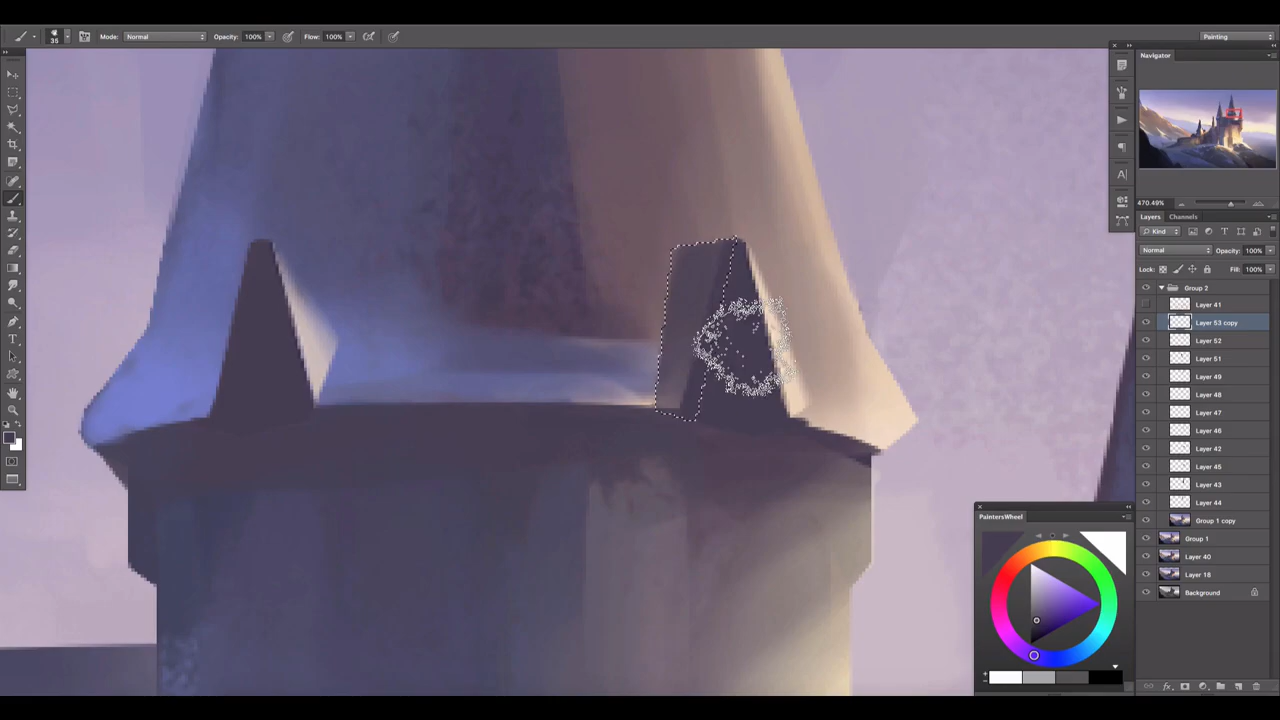 35 Mode: Normal Opacity: 100% Flow: 100% Painting
Navigator
470.49%
Layers Channels
Kind
Normal Opacity: 100%
Lock: Fill: 100%
Group 2
Layer 41
Layer 53 copy
Layer 52
Layer 51
Layer 49
Layer 48
Layer 47
Layer 46
Layer 42
Layer 45
Layer 43
Layer 44
Group 1 copy
Group 1
Layer 40
Layer 18
Background
PaintersWheel